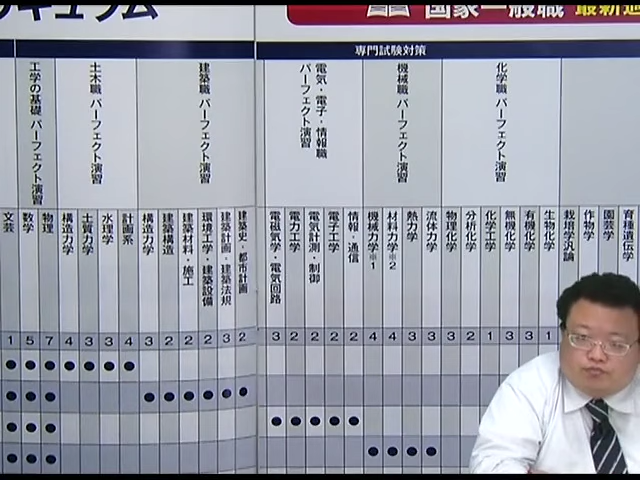 リキュラム
国家一般職 最新過
専門試験対策
工学の基礎 パーフェクト演習
土木職 パーフェクト演習
建築職 パーフェクト演習
電気・電子・情報職
パーフェクト演習
機械職 パーフェクト演習
化学職 パーフェクト演習
文芸
数学
物理
構造力学
土質力学
水理学
計画系
構造力学
建築構造
建築材料・施工
環境工学・建築設備
建築計画・建築法規
建築史・都市計画
電磁気学・電気回路
電力工学
電気計測・制御
電子工学
情報・通信
機械力学※1
材料力学※2
熱力学
流体力学
物理化学
分析化学
化学工学
無機化学
有機化学
生物化学
栽培学汎論
作物学
園芸学
育種遺伝学
1 5 7 4 3 3 4 3 2 2 2 3 2 3 2 2 2 2 4 4 3 3 3 2 1 3 3 1